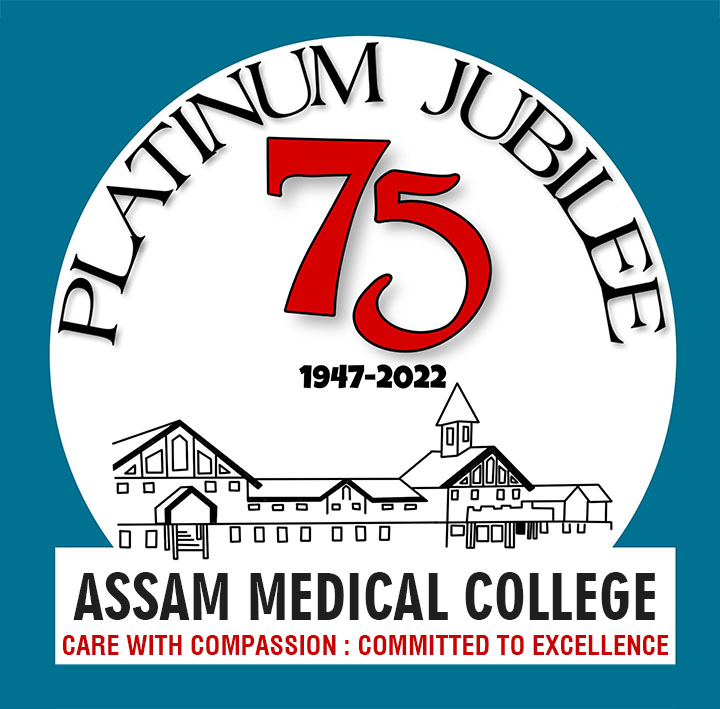 PLATINUM JUBILEE
75
1947-2022
ASSAM MEDICAL COLLEGE
CARE WITH COMPASSION : COMMITTED TO EXCELLENCE